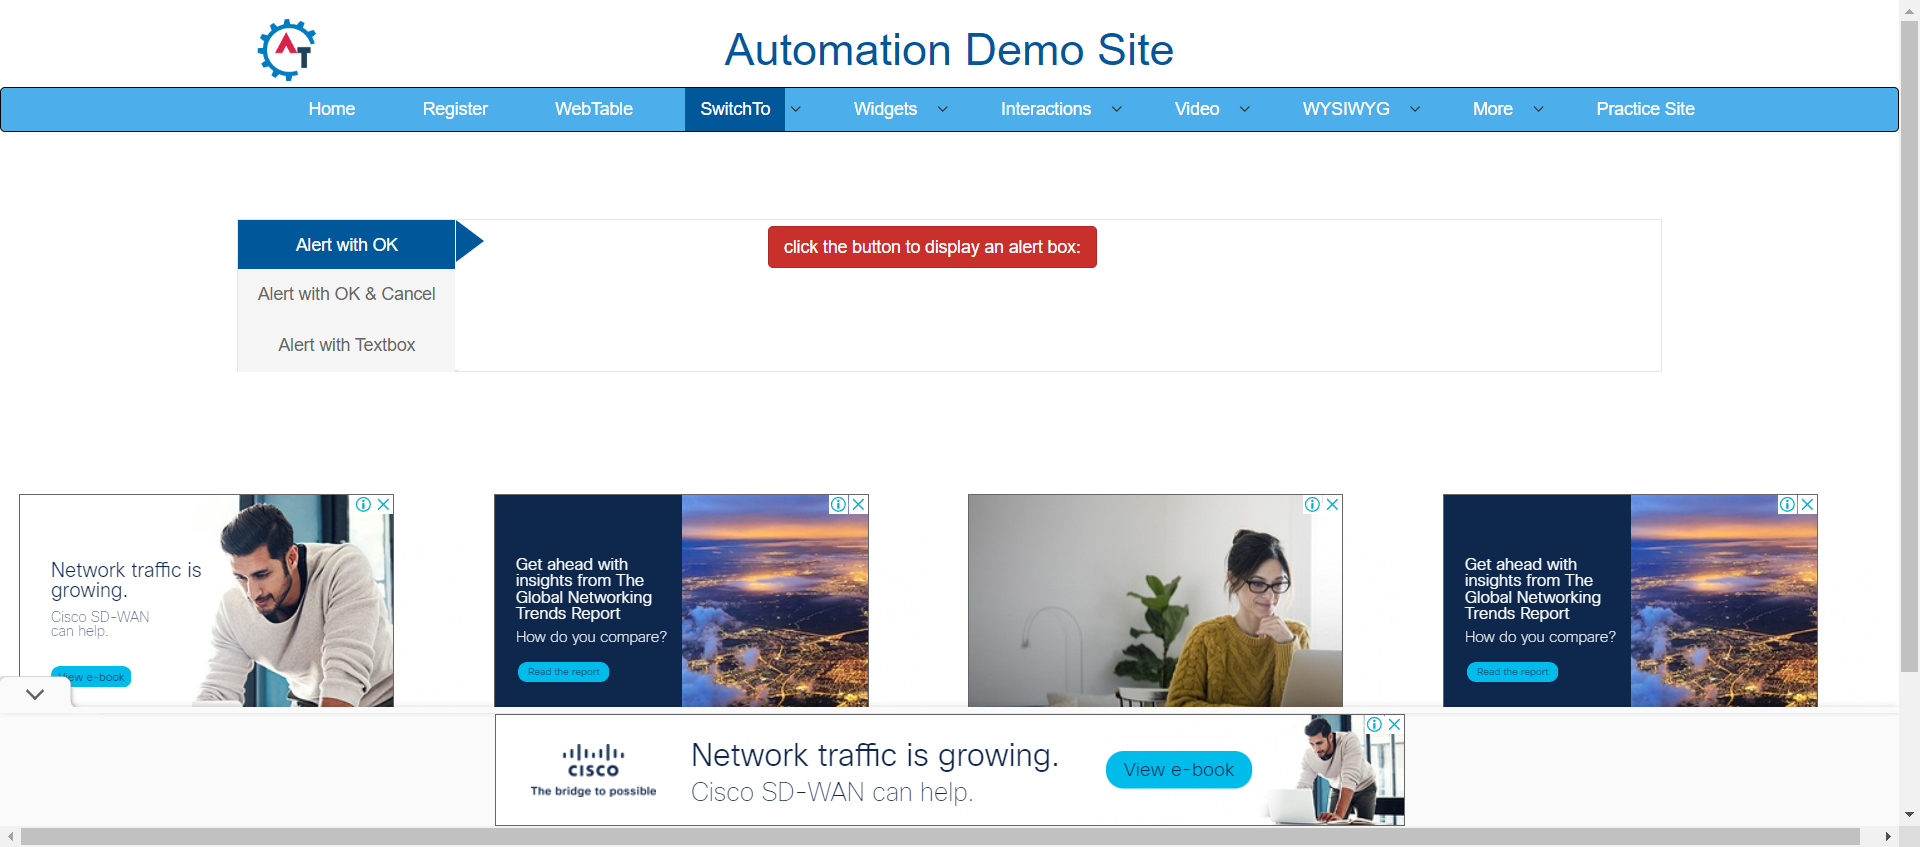 AT
Automation Demo Site
Home Register WebTable SwitchTo Widgets Interactions Video WYSIWYG More Practice Site
Alert with OK
click the button to display an alert box:
Alert with OK & Cancel
Alert with Textbox
Network traffic is
growing.
Cisco SD-WAN
can help.
View e-book
Get ahead with
insights from The
Global Networking
Trends Report
How do you compare?
Read the report
Get ahead with
insights from The
Global Networking
Trends Report
How do you compare?
Read the report
CISCO
The bridge to possible
Network traffic is growing.
Cisco SD-WAN can help.
View e-book